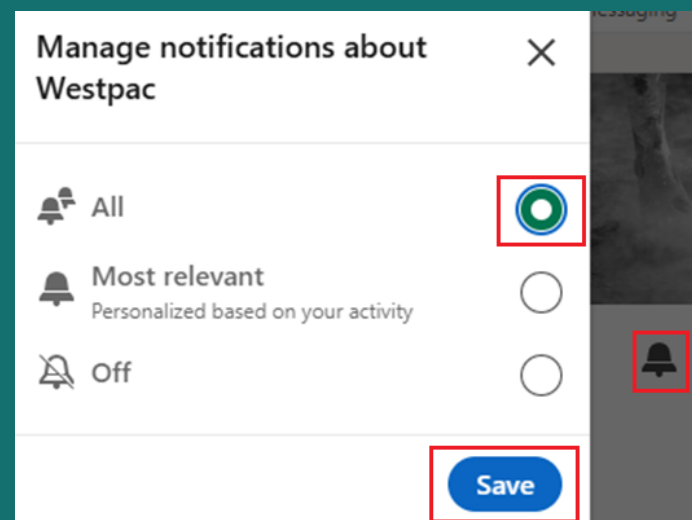 Manage notifications about
Westpac
All
Most relevant
Personalized based on your activity
Off
Save